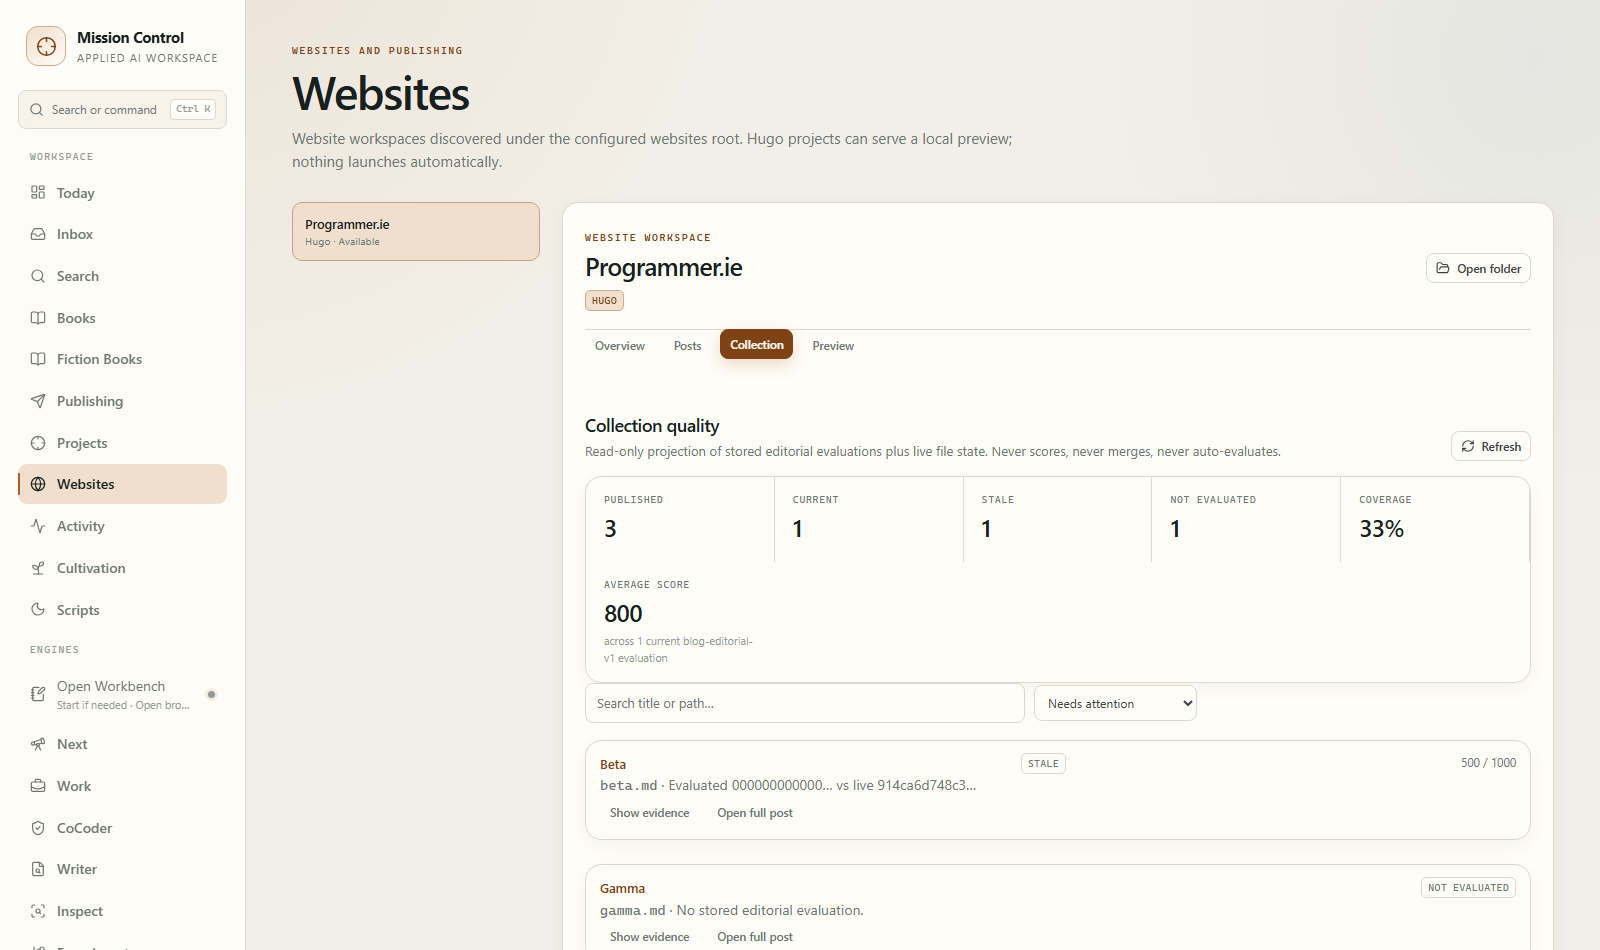 Mission Control
APPLIED AI WORKSPACE
Search or command
Ctrl K
WORKSPACE
Today
Inbox
Search
Books
Fiction Books
Publishing
Projects
Websites
Activity
Cultivation
Scripts
ENGINES
Open Workbench
Start if needed · Open bro...
Next
Work
CoCoder
Writer
Inspect
WEBSITES AND PUBLISHING
Websites
Website workspaces discovered under the configured websites root. Hugo projects can serve a local preview;
nothing launches automatically.
Programmer.ie
Hugo · Available
WEBSITE WORKSPACE
Programmer.ie
HUGO
Open folder
Overview
Posts
Collection
Preview
Collection quality
Read-only projection of stored editorial evaluations plus live file state. Never scores, never merges, never auto-evaluates.
Refresh
PUBLISHED
3
CURRENT
1
STALE
1
NOT EVALUATED
1
COVERAGE
33%
AVERAGE SCORE
800
across 1 current blog-editorial-
v1 evaluation
Search title or path...
Needs attention
Beta
STALE
500 / 1000
beta.md · Evaluated 000000000000... vs live 914ca6d748c3...
Show evidence
Open full post
Gamma
NOT EVALUATED
gamma.md · No stored editorial evaluation.
Show evidence
Open full post